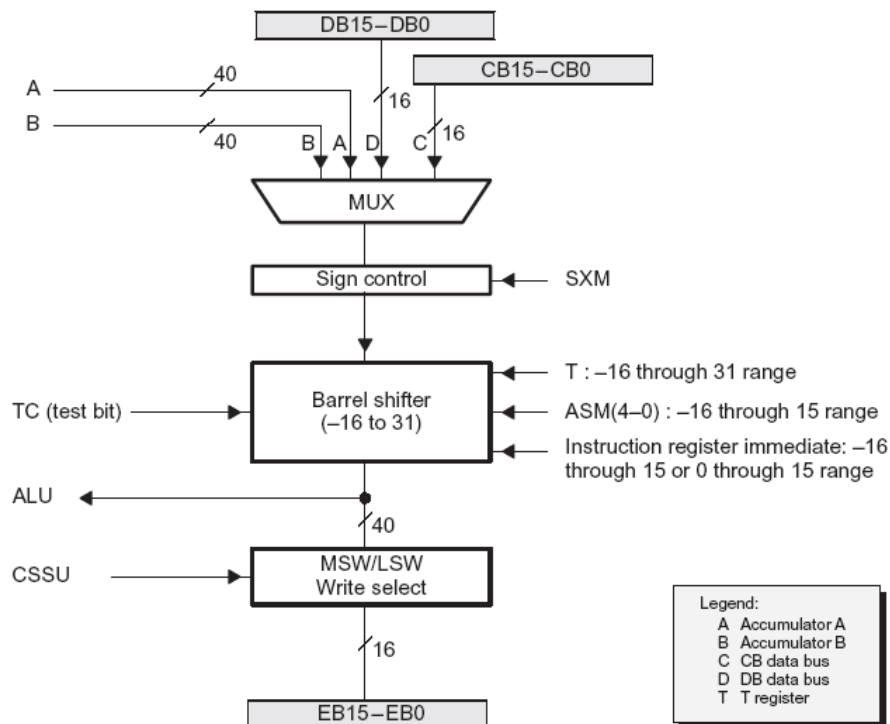 DB15–DB0
CB15–CB0
40
A
16
B
40
16
B A D C
MUX
Sign control
SXM
T : –16 through 31 range
Barrel shifter
(–16 to 31)
TC (test bit)
ASM(4–0) : –16 through 15 range
Instruction register immediate: –16
through 15 or 0 through 15 range
ALU
40
MSW/LSW
Write select
CSSU
16
EB15–EB0
Legend:
A Accumulator A
B Accumulator B
C CB data bus
D DB data bus
T T register